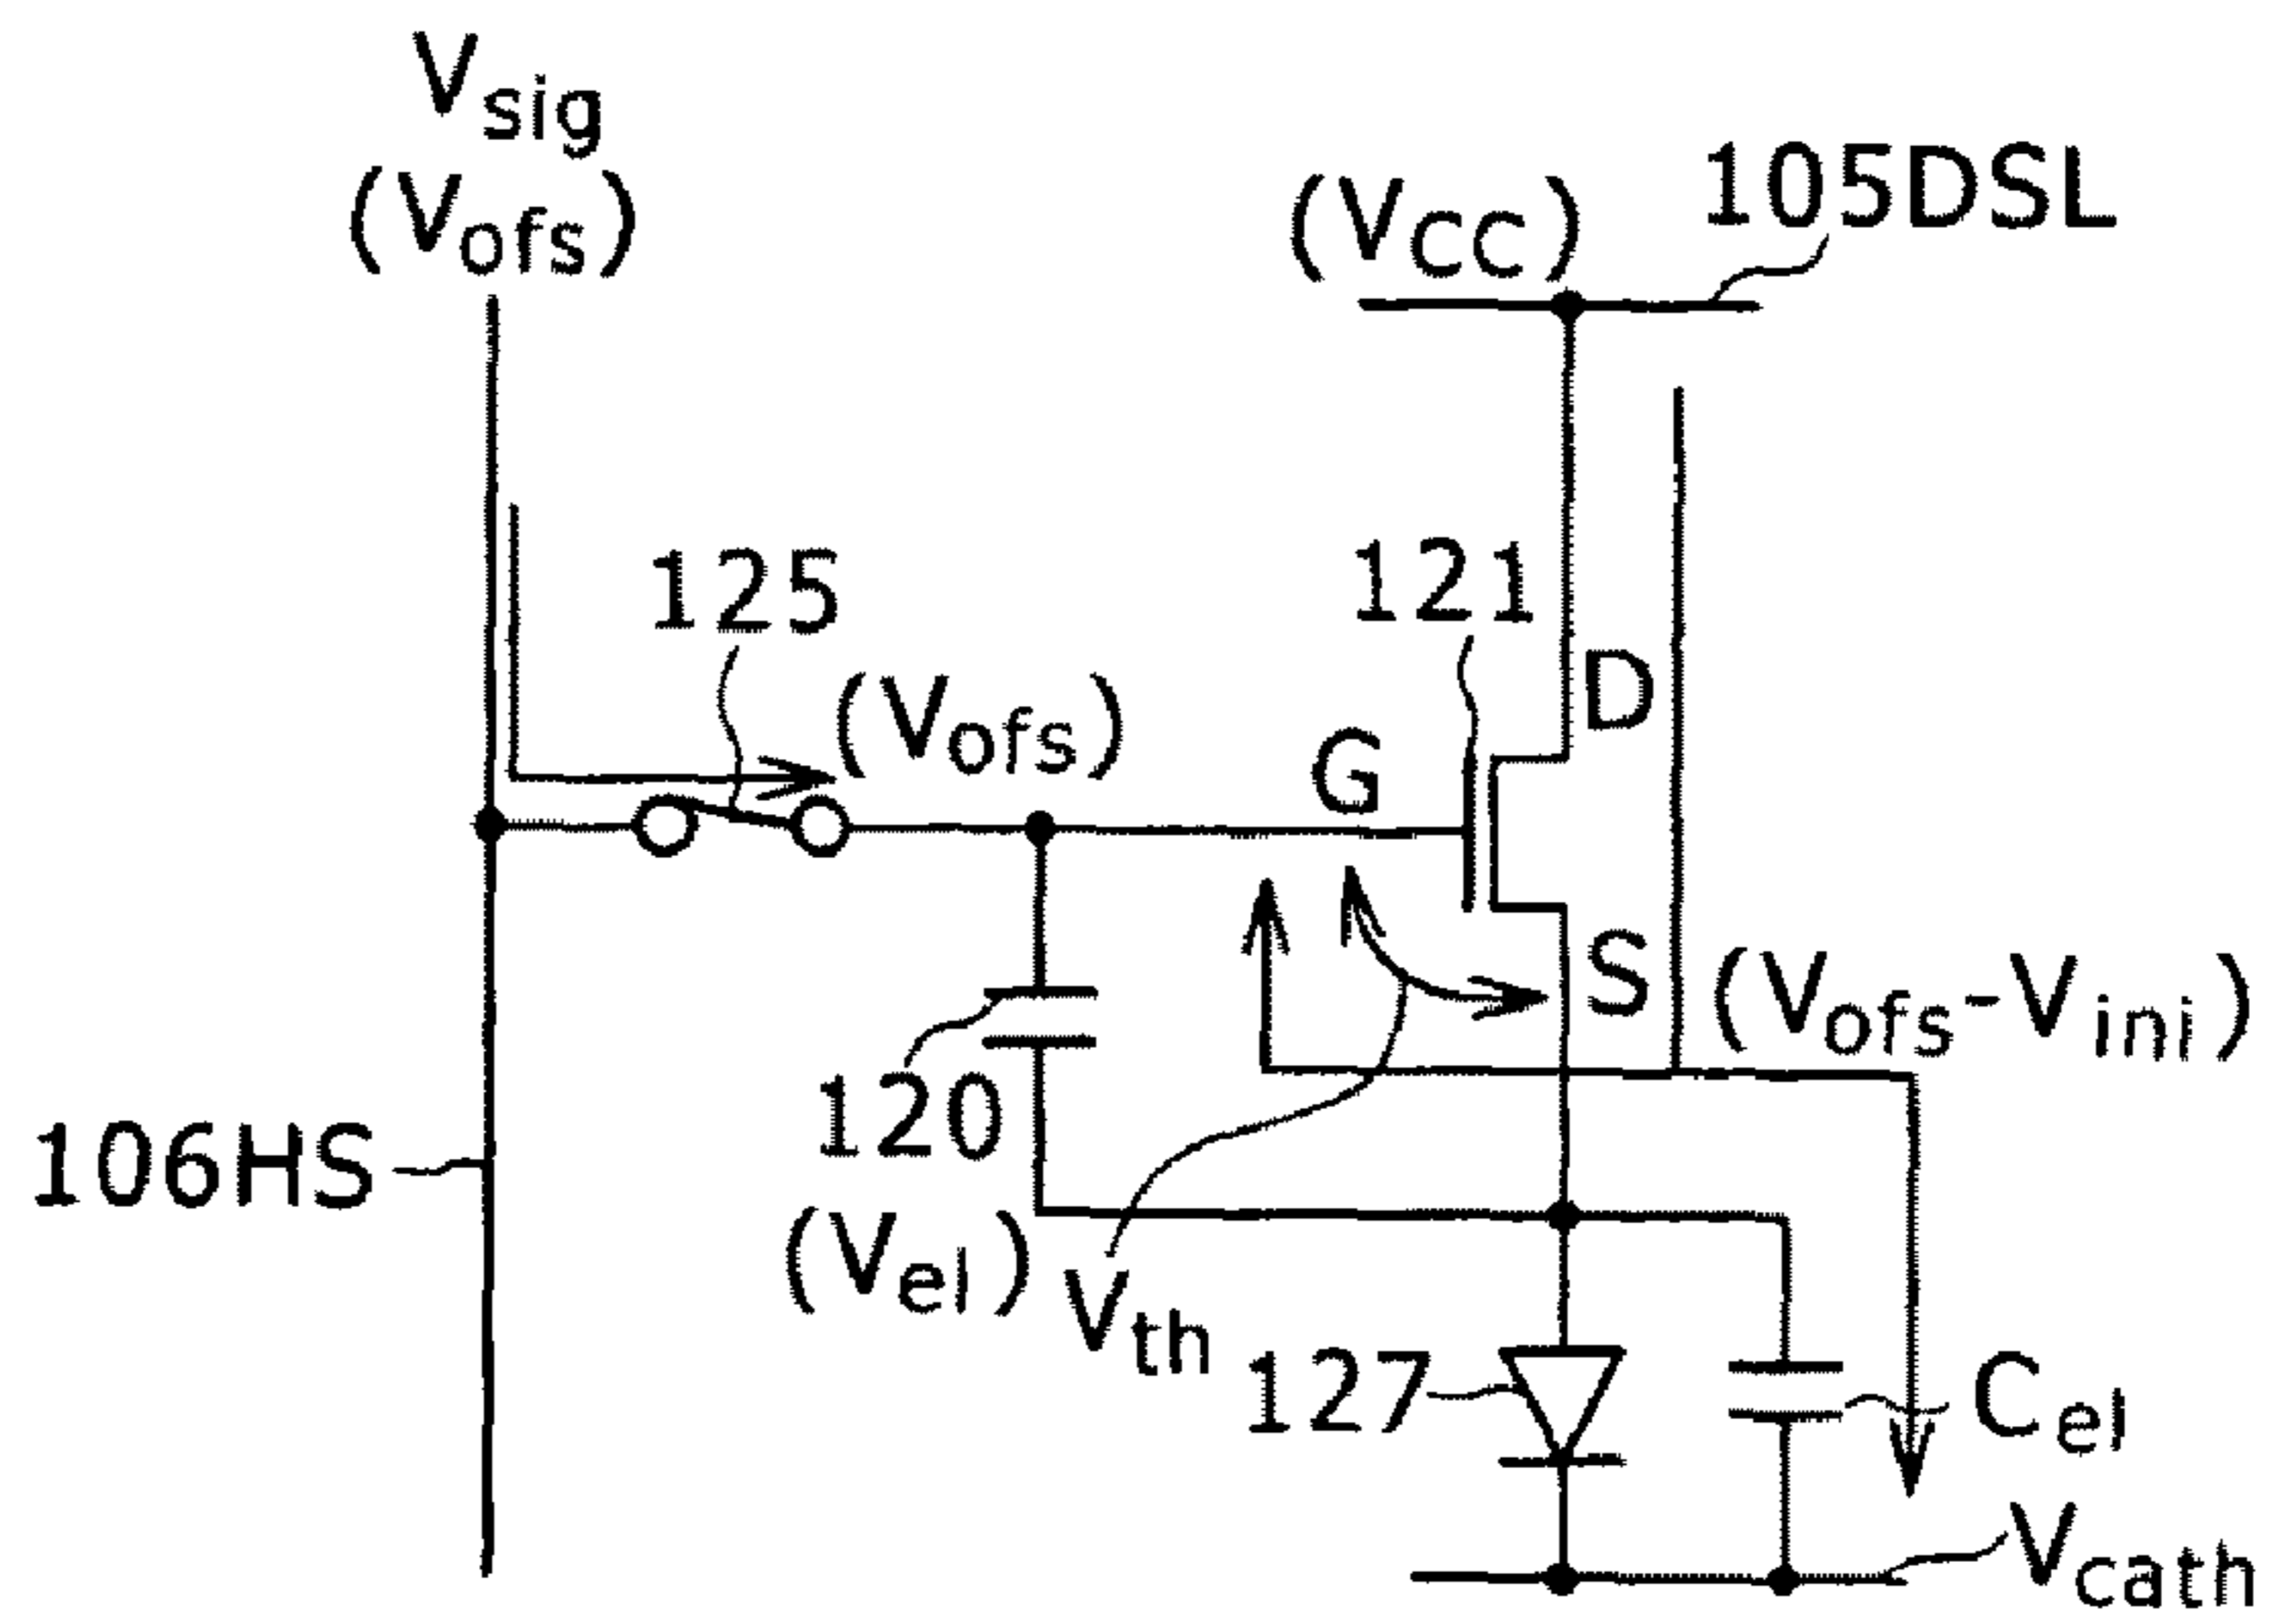 Vsig
(Vofs)
(VCC)
105DSL
125
121
(Vofs)
D
G
S
(Vofs-Vini)
120
106HS
(Vel)
Vth
127
Cel
Vcath